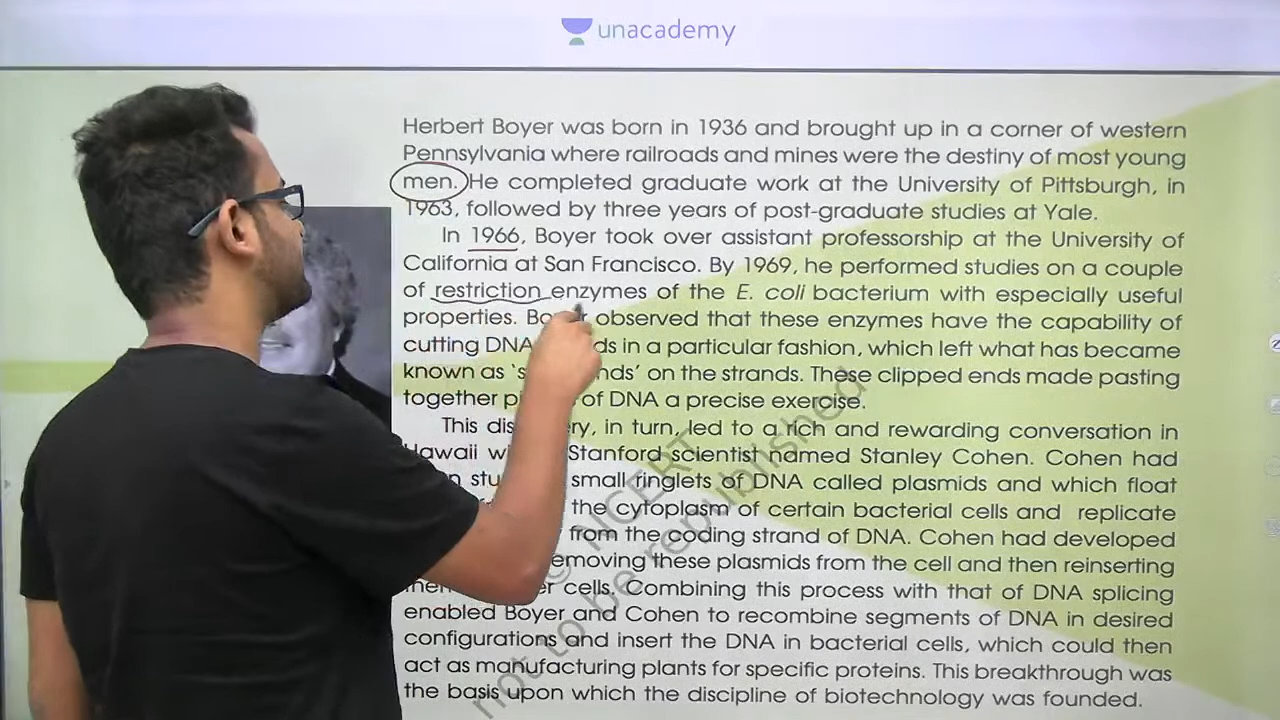 unacademy
Herbert Boyer was born in 1936 and brought up in a corner of western
Pennsylvania where railroads and mines were the destiny of most young
men. He completed graduate work at the University of Pittsburgh, in
1963, followed by three years of post-graduate studies at Yale.
In 1966, Boyer took over assistant professorship at the University of
California at San Francisco. By 1969, he performed studies on a couple
of restriction enzymes of the E. coli bacterium with especially useful
properties. observed that these enzymes have the capability of
cutting DNA in a particular fashion, which left what has became
known as on the strands. These clipped ends made pasting
together of DNA a precise exercise.
This in turn, led to a rich and rewarding conversation in
Stanford scientist named Stanley Cohen. Cohen had
small ringlets of DNA called plasmids and which float
the cytoplasm of certain bacterial cells and replicate
from the coding strand of DNA. Cohen had developed
these plasmids from the cell and then reinserting
cells. Combining this process with that of DNA splicing
enabled Boyer and Cohen to recombine segments of DNA in desired
configurations and insert the DNA in bacterial cells, which could then
act as manufacturing plants for specific proteins. This breakthrough was
the basis upon which the discipline of biotechnology was founded.
© NCERT
not to be republished